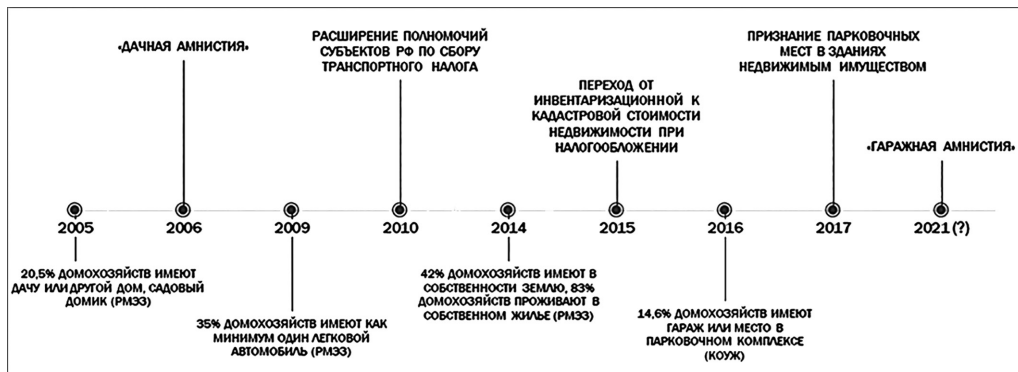 «ДАЧНАЯ АМНИСТИЯ»
РАСШИРЕНИЕ ПОЛНОМОЧИЙ
СУБЪЕКТОВ РФ ПО СБОРУ
ТРАНСПОРТНОГО НАЛОГА
ПЕРЕХОД ОТ
ИНВЕНТАРИЗАЦИОННОЙ К
КАДАСТРОВОЙ СТОИМОСТИ
НЕДВИЖИМОСТИ ПРИ
НАЛОГООБЛОЖЕНИИ
ПРИЗНАНИЕ ПАРКОВОЧНЫХ
МЕСТ В ЗДАНИЯХ
НЕДВИЖИМЫМ ИМУЩЕСТВОМ
«ГАРАЖНАЯ АМНИСТИЯ»
2005 2006 2009 2010 2014 2015 2016 2017 2021 (?)
20,5% ДОМОХОЗЯЙСТВ ИМЕЮТ
ДАЧУ ИЛИ ДРУГОЙ ДОМ, САДОВЫЙ
ДОМИК (РМЭЗ)
35% ДОМОХОЗЯЙСТВ ИМЕЮТ КАК
МИНИМУМ ОДИН ЛЕГКОВОЙ
АВТОМОБИЛЬ (РМЭЗ)
42% ДОМОХОЗЯЙСТВ ИМЕЮТ В
СОБСТВЕННОСТИ ЗЕМЛЮ, 83%
ДОМОХОЗЯЙСТВ ПРОЖИВАЮТ В
СОБСТВЕННОМ ЖИЛЬЕ (РМЭЗ)
14,6% ДОМОХОЗЯЙСТВ ИМЕЮТ
ГАРАЖ ИЛИ МЕСТО В
ПАРКОВОЧНОМ КОМПЛЕКСЕ
(КОУЖ)